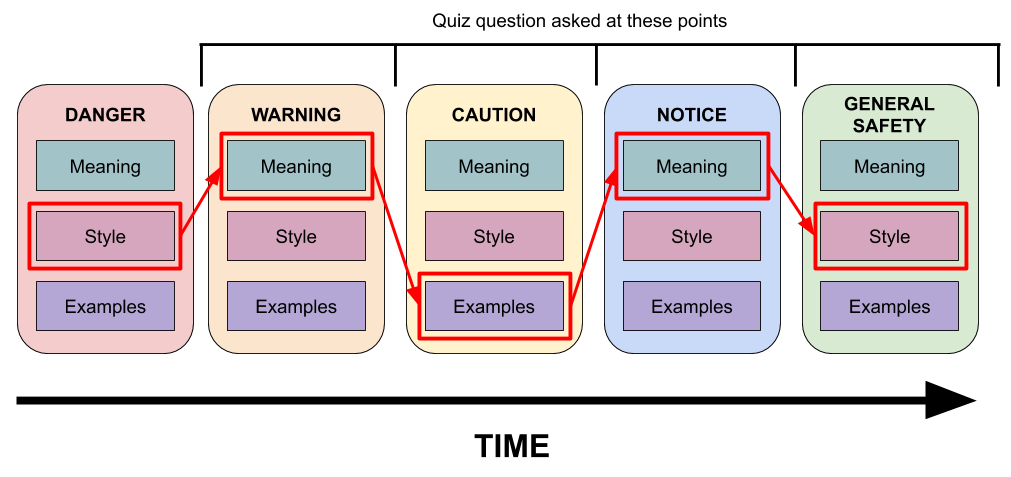 Quiz question asked at these points
DANGER
Meaning
Style
Examples
WARNING
Meaning
Style
Examples
CAUTION
Meaning
Style
Examples
NOTICE
Meaning
Style
Examples
GENERAL
SAFETY
Meaning
Style
Examples
TIME